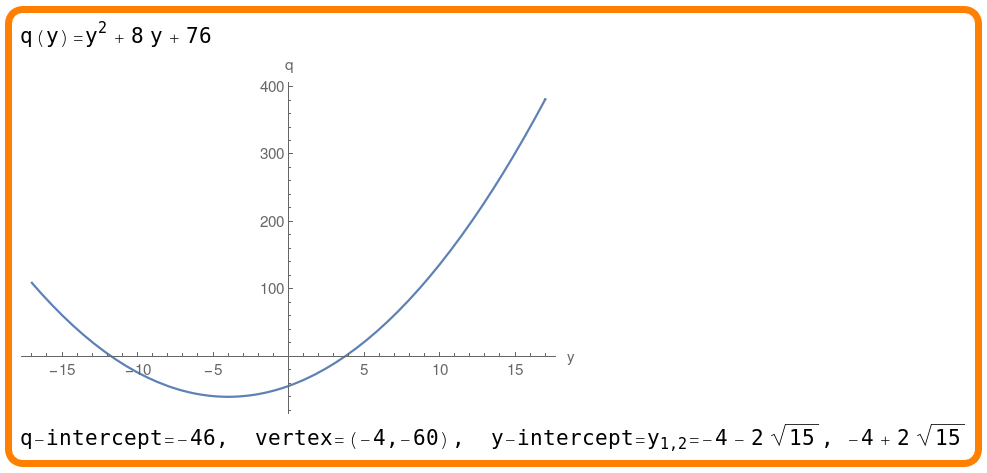 q(y)=y² + 8 y + 76
q
400
300
200
100
−15 −10 −5 5 10 15 y
q−intercept=−46, vertex=(−4,−60), y−intercept=y₁,₂=−4 − 2 √15, −4 + 2 √15